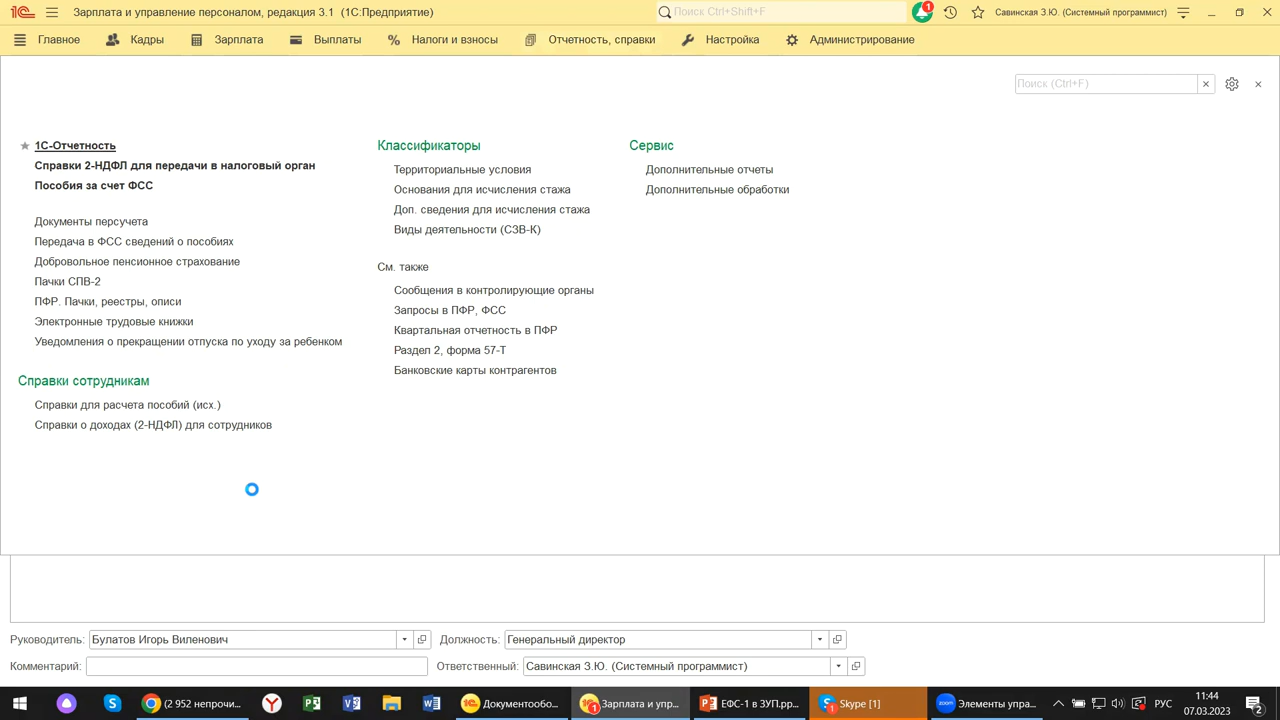 Зарплата и управление персоналом, редакция 3.1 (1С:Предприятие)
Поиск Ctrl+Shift+F
1
Савинская З.Ю. (Системный программист)
Главное
Кадры
Зарплата
Выплаты
Налоги и взносы
Отчетность, справки
Настройка
Администрирование
Поиск (Ctrl+F)
1С-Отчетность
Справки 2-НДФЛ для передачи в налоговый орган
Пособия за счет ФСС
Документы персучета
Передача в ФСС сведений о пособиях
Добровольное пенсионное страхование
Пачки СПВ-2
ПФР. Пачки, реестры, описи
Электронные трудовые книжки
Уведомления о прекращении отпуска по уходу за ребенком
Справки сотрудникам
Справки для расчета пособий (исх.)
Справки о доходах (2-НДФЛ) для сотрудников
Классификаторы
Территориальные условия
Основания для исчисления стажа
Доп. сведения для исчисления стажа
Виды деятельности (СЗВ-К)
См. также
Сообщения в контролирующие органы
Запросы в ПФР, ФСС
Квартальная отчетность в ПФР
Раздел 2, форма 57-Т
Банковские карты контрагентов
Сервис
Дополнительные отчеты
Дополнительные обработки
Руководитель: Булатов Игорь Виленович
Должность: Генеральный директор
Комментарий:
Ответственный: Савинская З.Ю. (Системный программист)
(2 952 непрочи...
Документообо...
Зарплата и упр...
ЕФС-1 в ЗУП.pp...
Skype [1]
Элементы упра...
РУС
11:44
07.03.2023
2